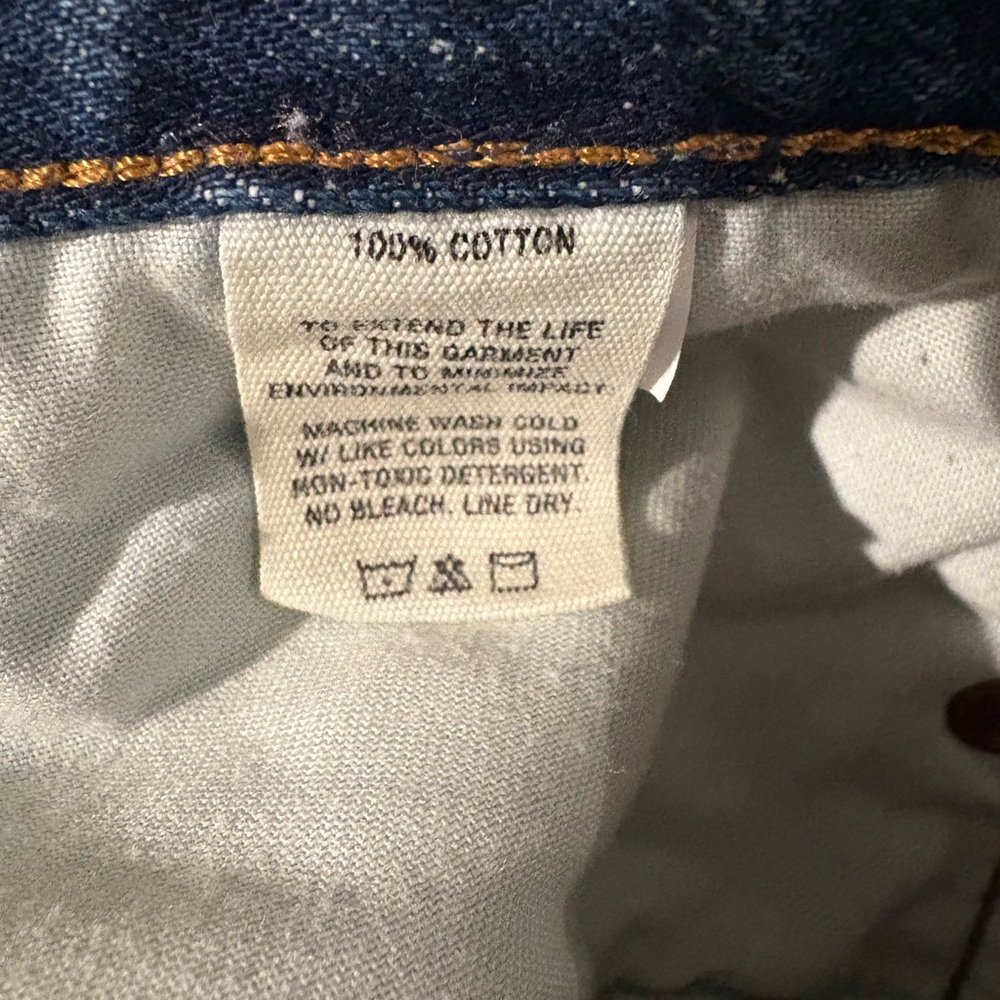 100% COTTON
TO EXTEND THE LIFE
OF THIS GARMENT
AND TO MINIMIZE
ENVIRONMENTAL IMPACT:
MACHINE WASH COLD
W/ LIKE COLORS USING
NON-TOXIC DETERGENT.
NO BLEACH. LINE DRY.